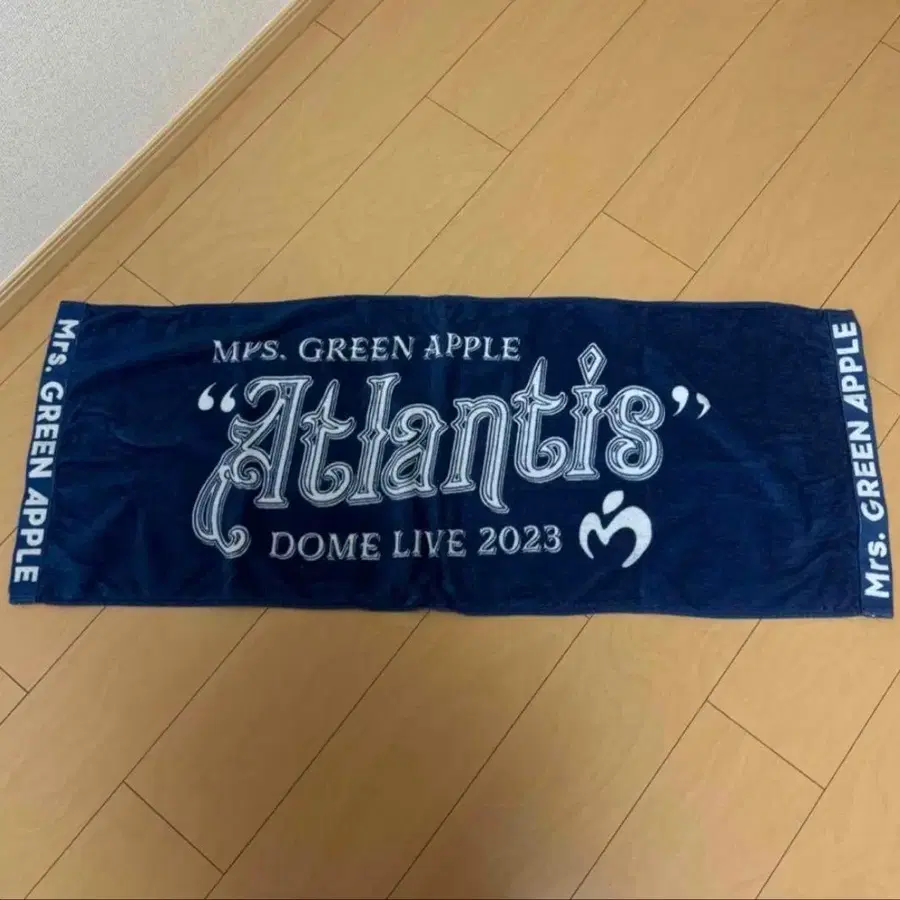 Mrs. GREEN APPLE
MRS. GREEN APPLE
“Atlantis”
DOME LIVE 2023
Mrs. GREEN APPLE